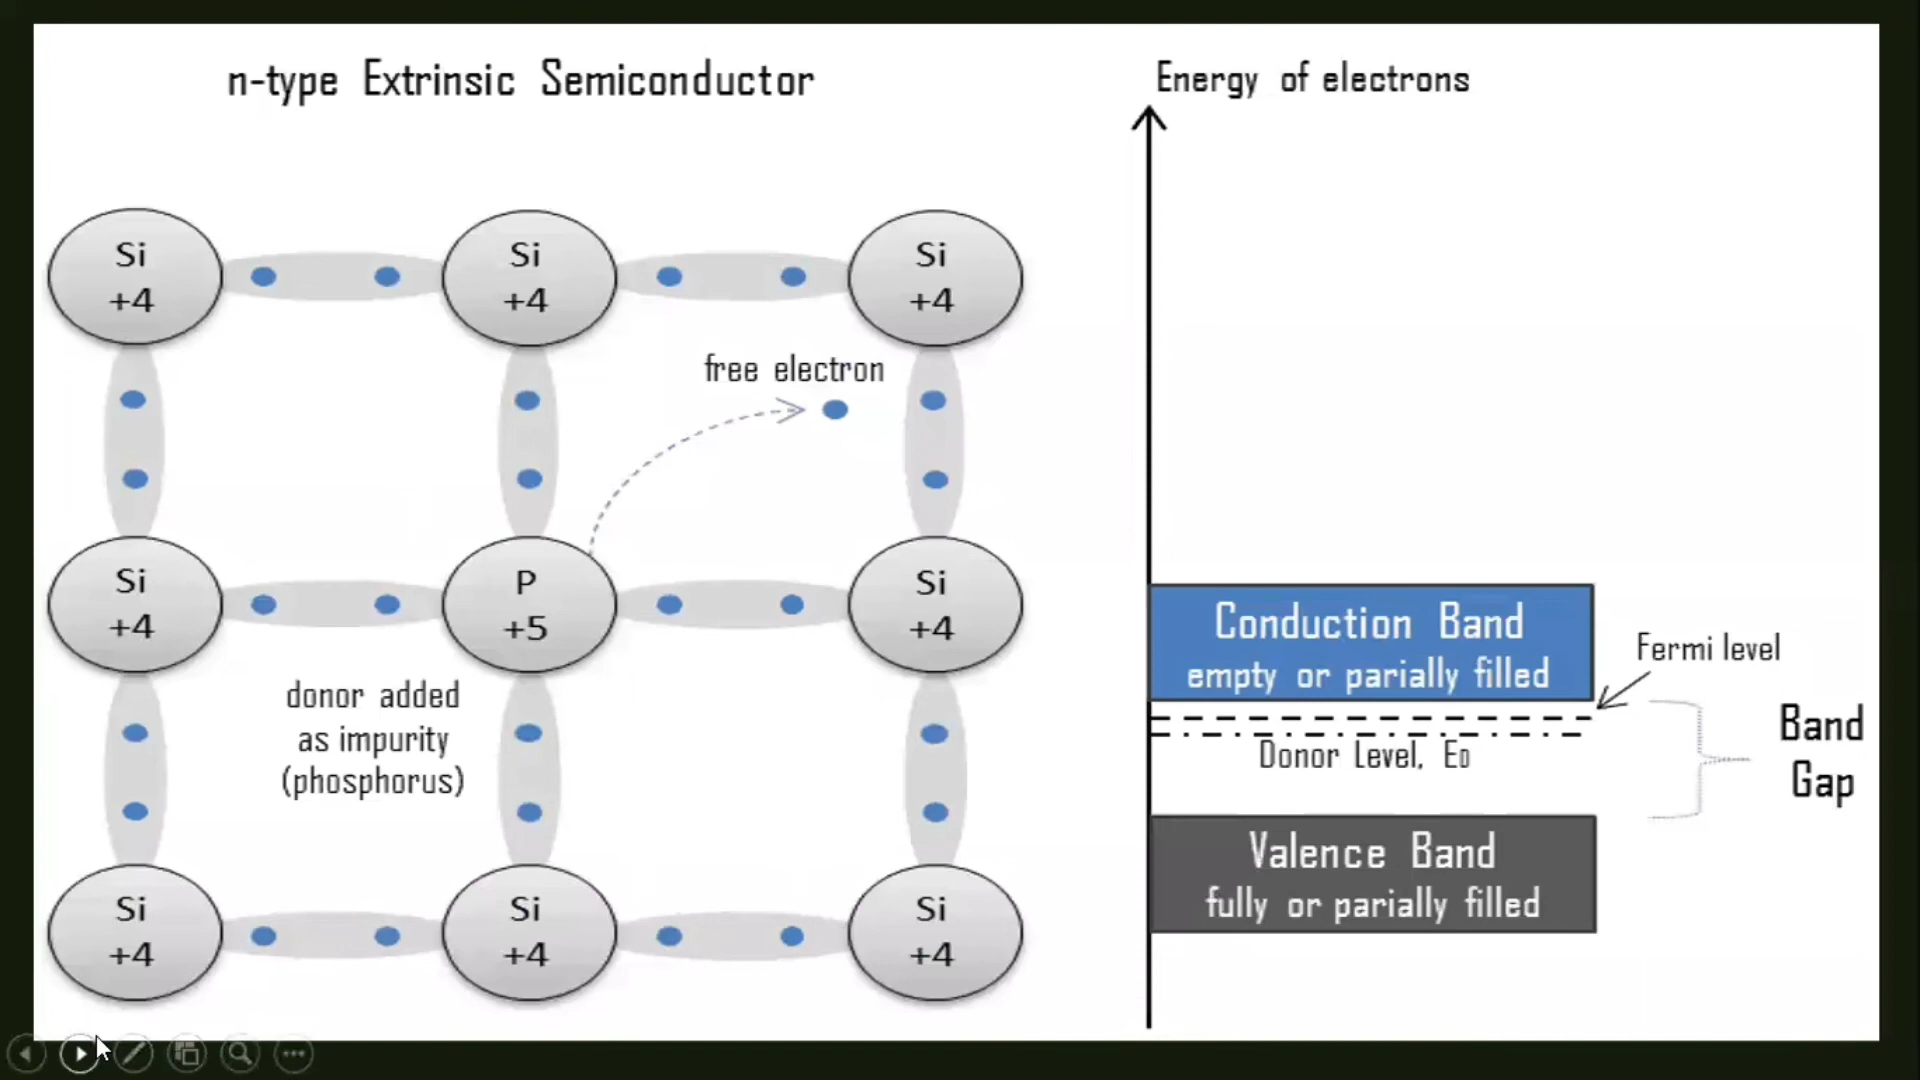 n-type Extrinsic Semiconductor
Si
+4
Si
+4
Si
+4
free electron
Si
+4
P
+5
Si
+4
donor added
as impurity
(phosphorus)
Si
+4
Si
+4
Si
+4
Energy of electrons
Conduction Band
empty or parially filled
Fermi level
Donor Level, ED
Band
Gap
Valence Band
fully or parially filled